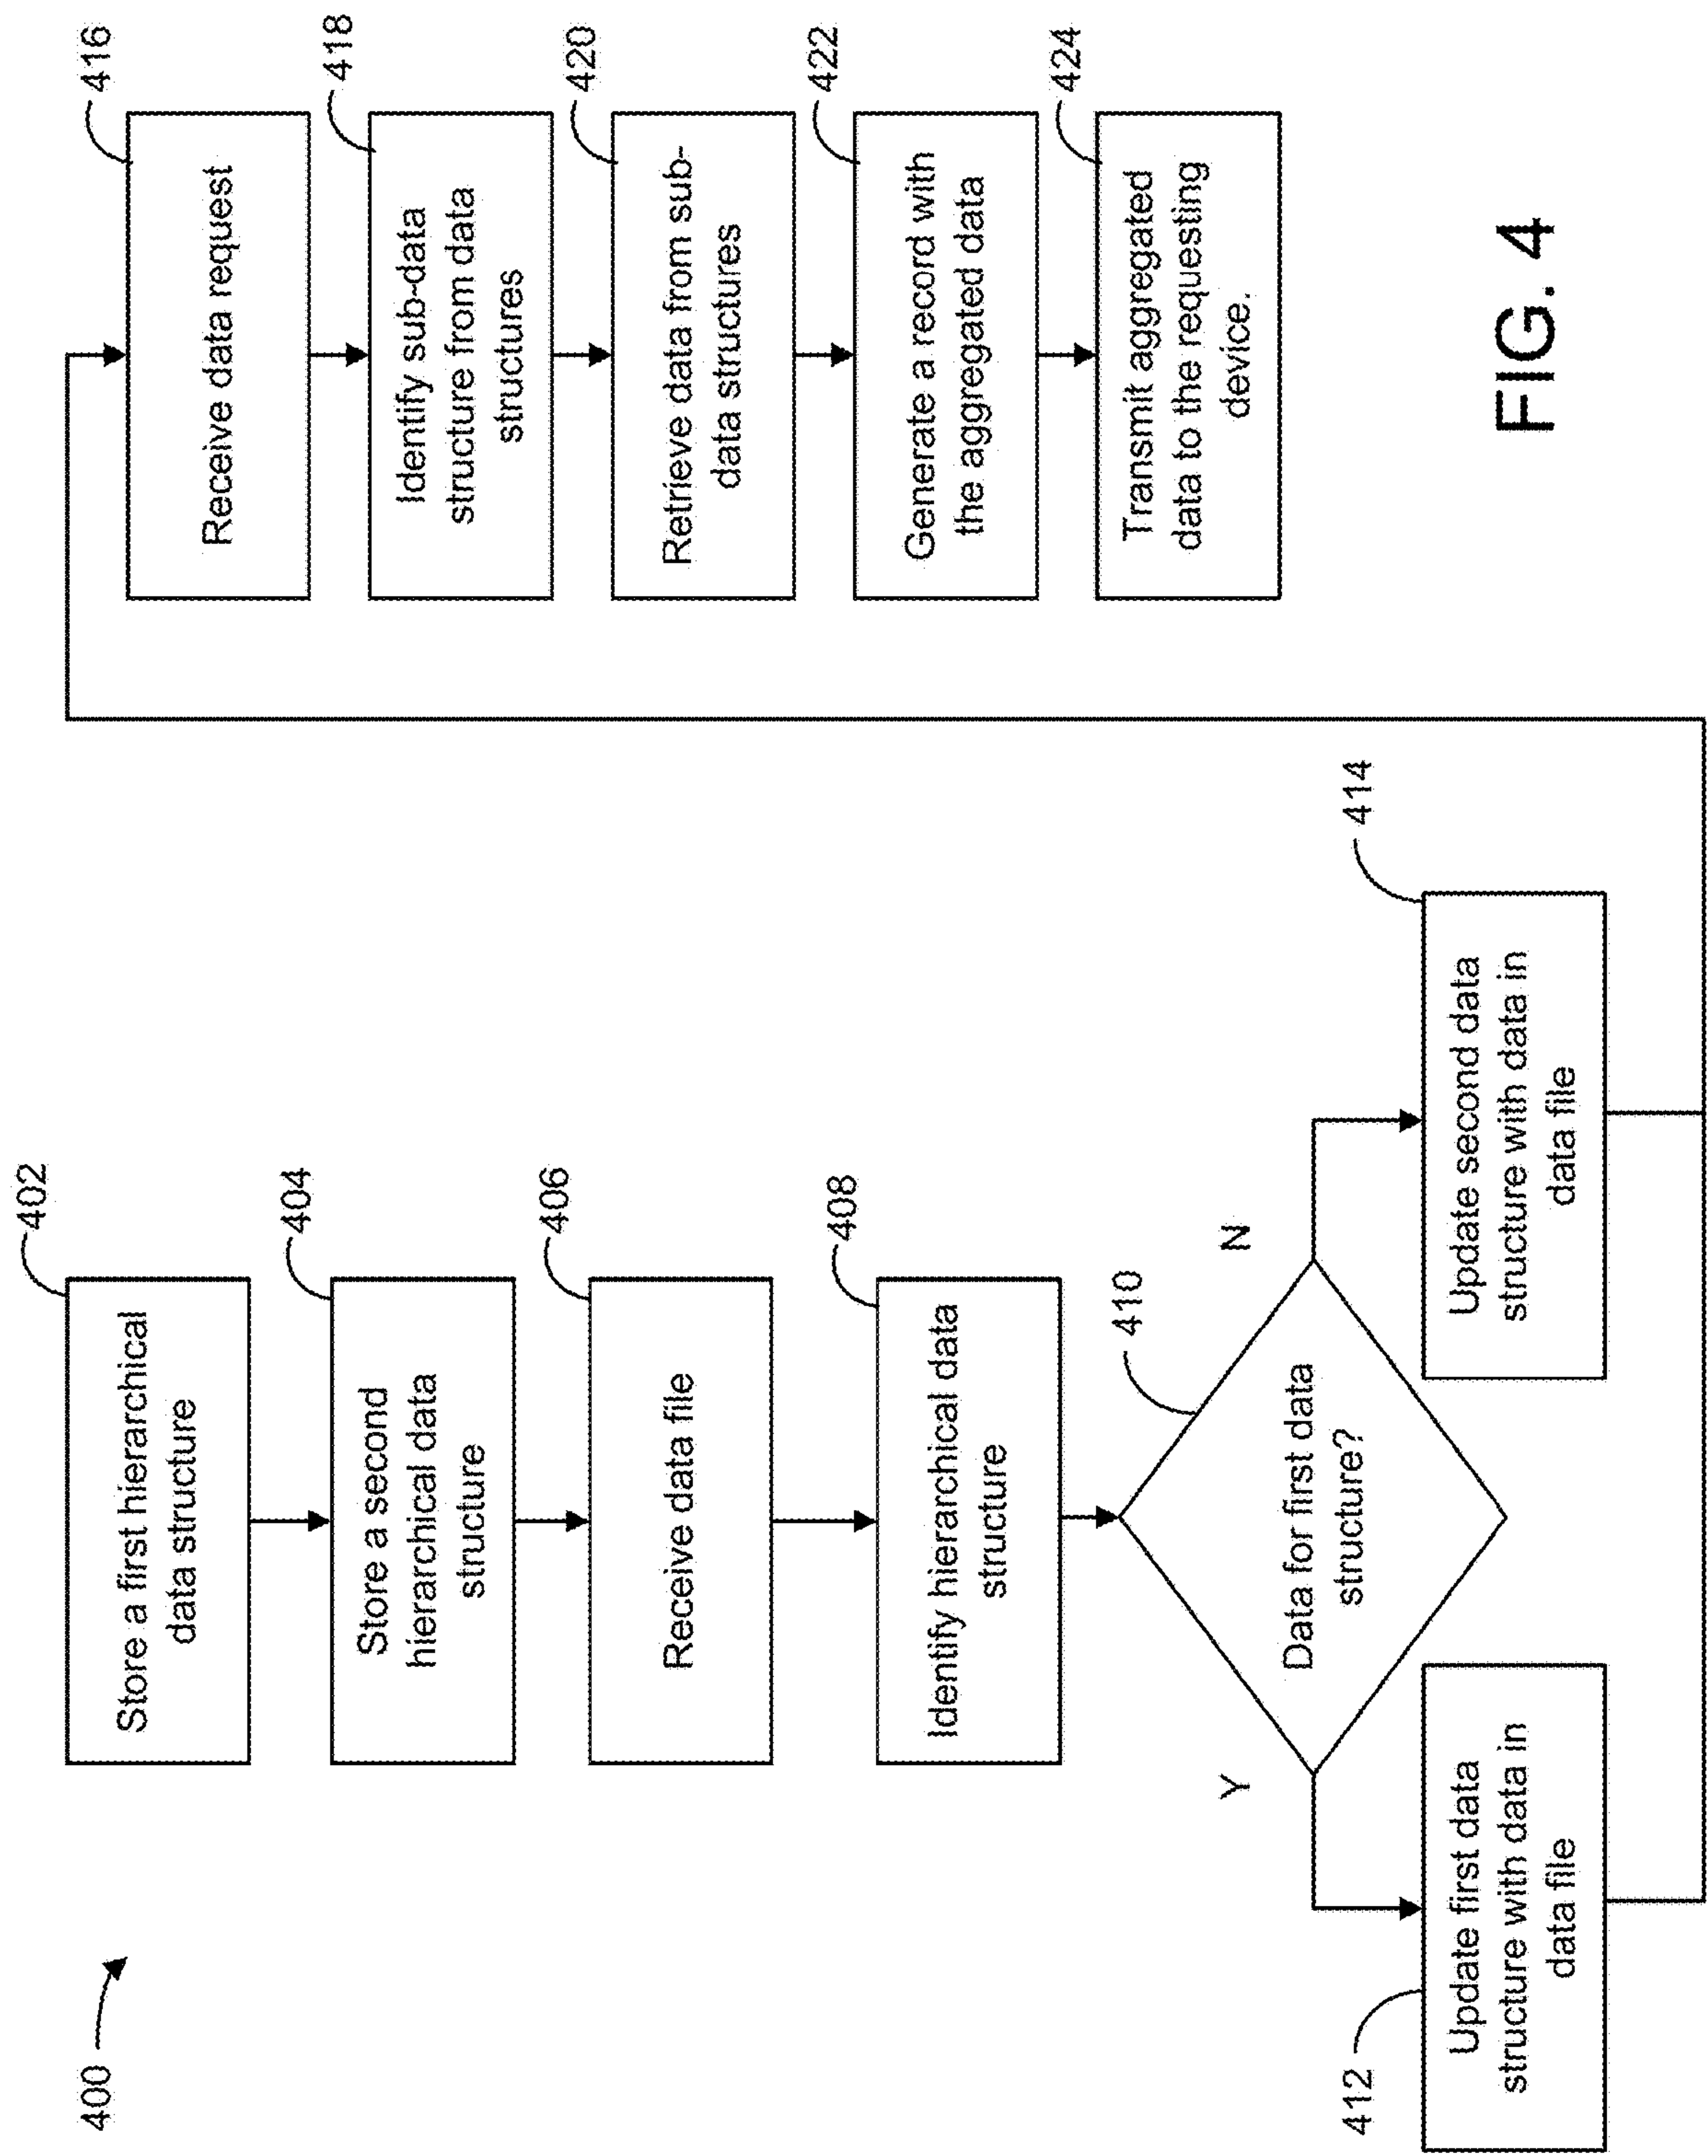 400
402
Store a first hierarchical
data structure
404
Store a second
hierarchical data
structure
406
Receive data file
408
Identify hierarchical data
structure
410
Data for first data
structure?
Y
N
412
Update first data
structure with data in
data file
414
Update second data
structure with data in
data file
416
Receive data request
418
Identify sub-data
structure from data
structures
420
Retrieve data from sub-
data structures
422
Generate a record with
the aggregated data
424
Transmit aggregated
data to the requesting
device.
FIG. 4